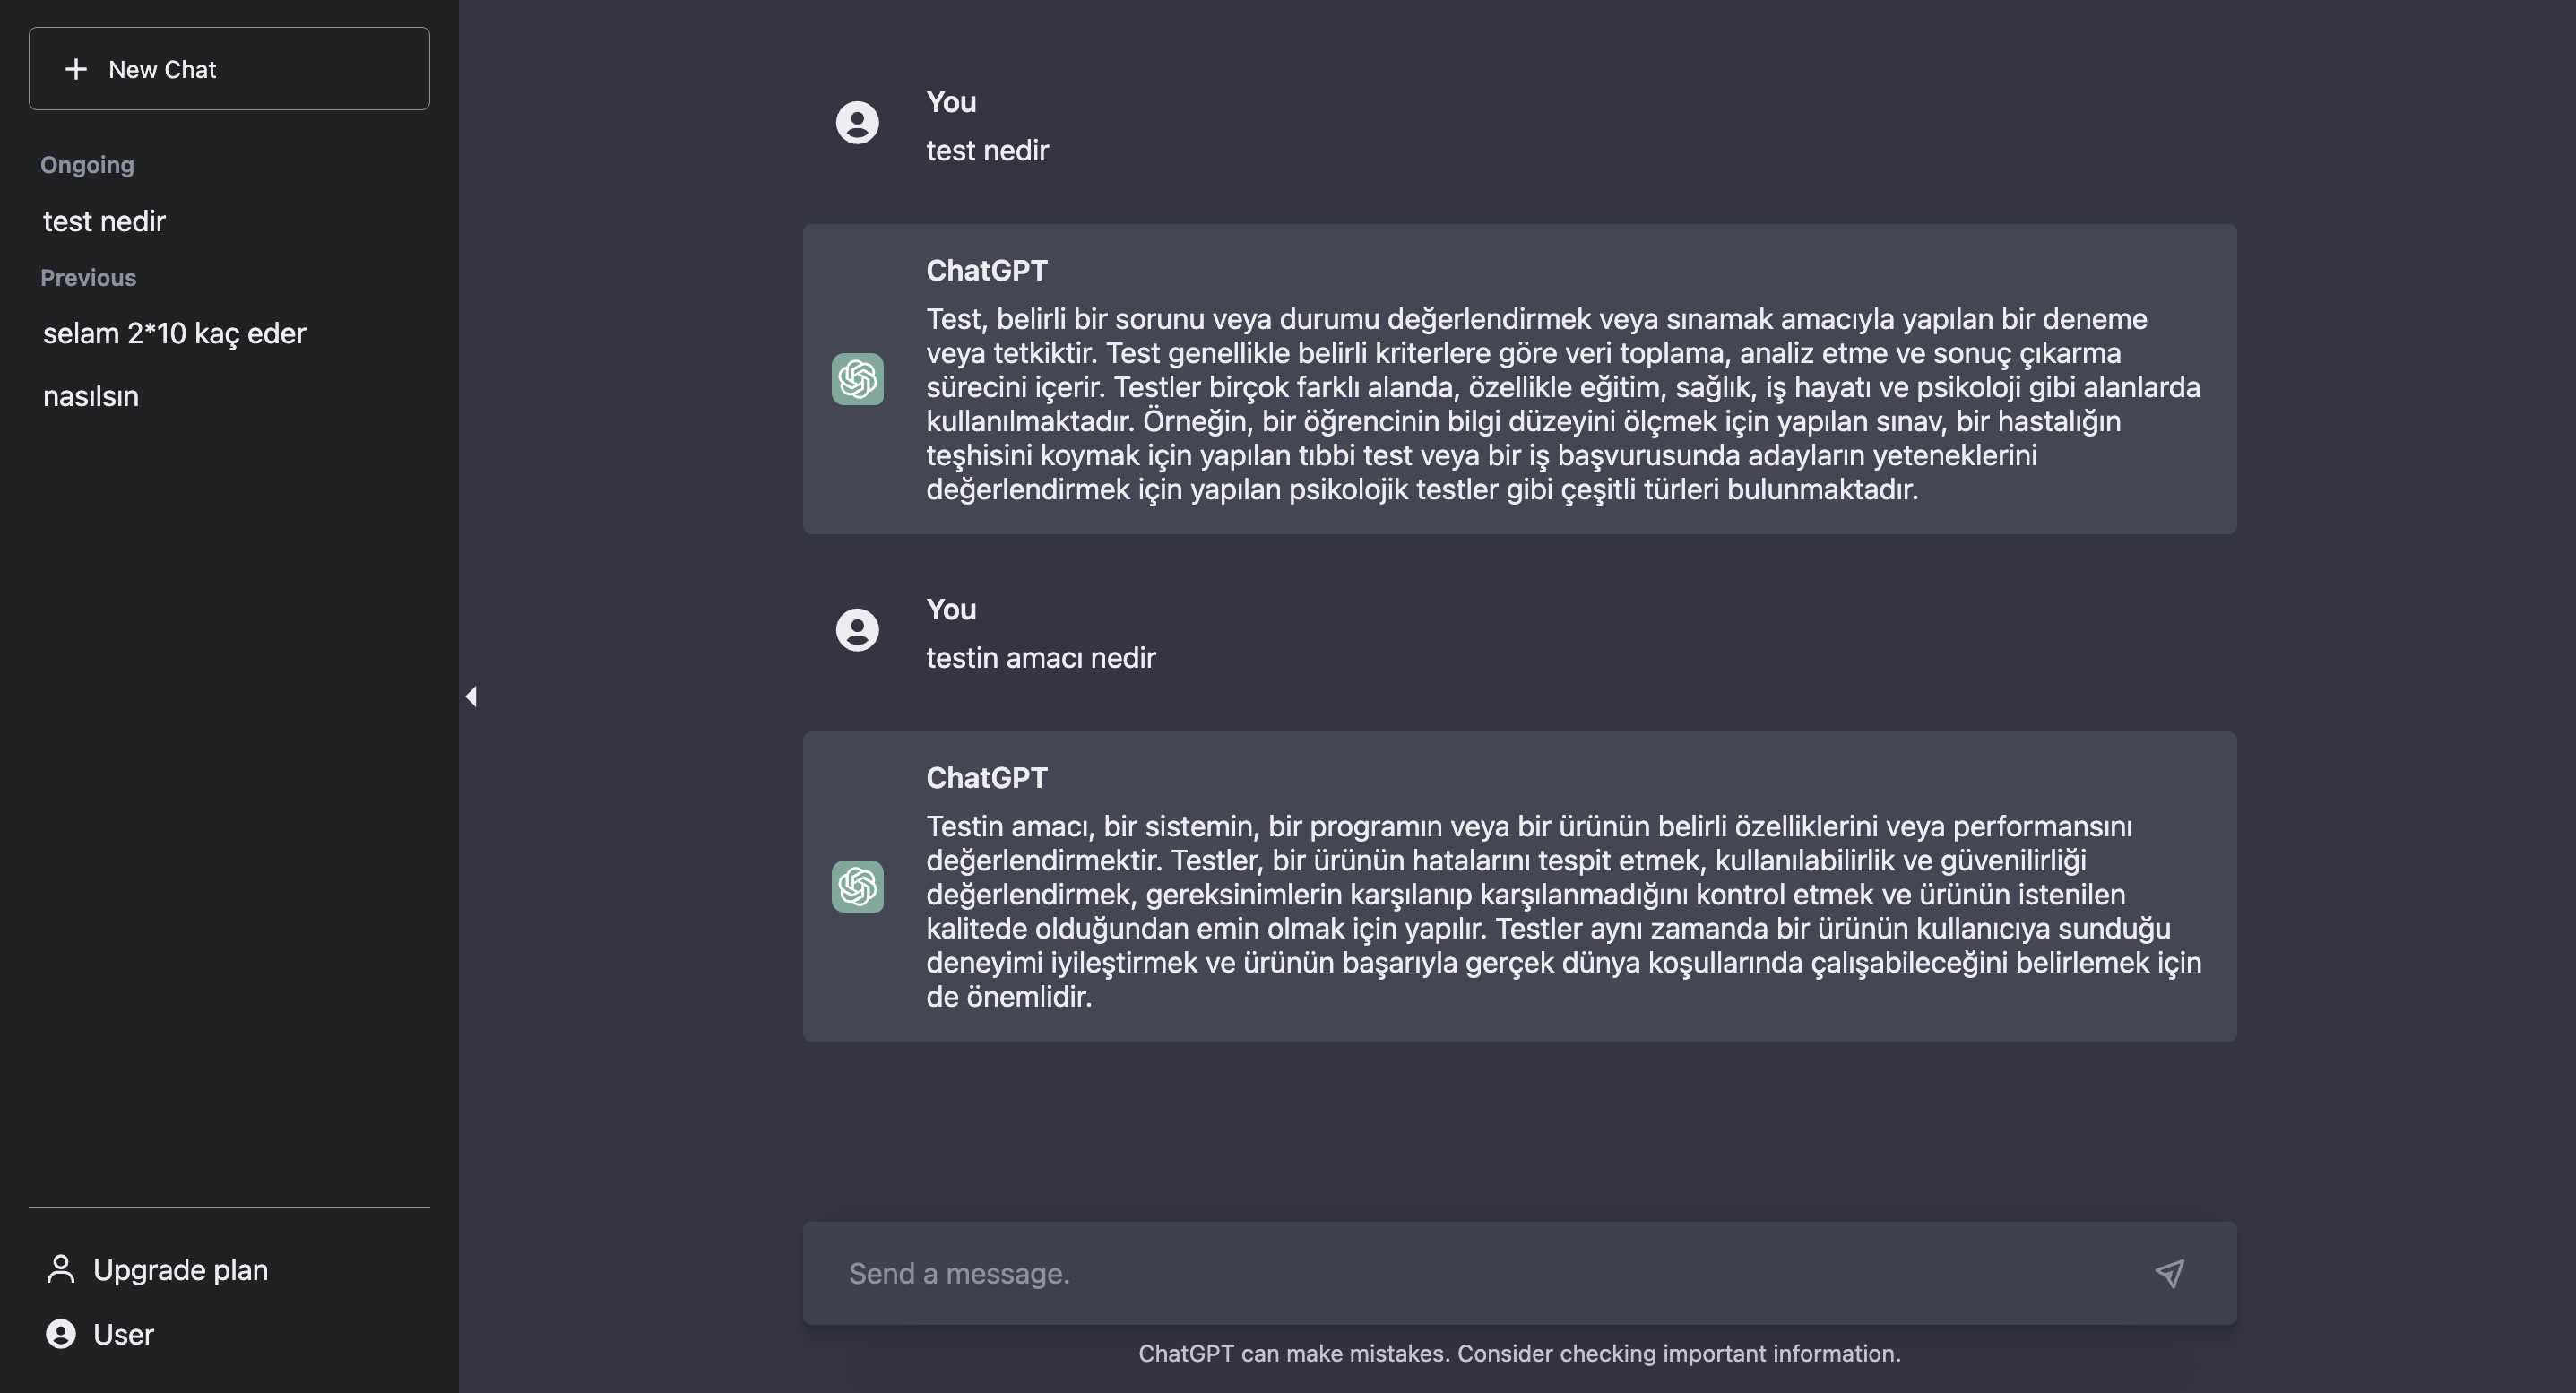 New Chat
Ongoing
test nedir
Previous
selam 2*10 kaç eder
nasılsın
Upgrade plan
User
You
test nedir
ChatGPT
Test, belirli bir sorunu veya durumu değerlendirmek veya sınamak amacıyla yapılan bir deneme
veya tetkiktir. Test genellikle belirli kriterlere göre veri toplama, analiz etme ve sonuç çıkarma
sürecini içerir. Testler birçok farklı alanda, özellikle eğitim, sağlık, iş hayatı ve psikoloji gibi alanlarda
kullanılmaktadır. Örneğin, bir öğrencinin bilgi düzeyini ölçmek için yapılan sınav, bir hastalığın
teşhisini koymak için yapılan tıbbi test veya bir iş başvurusunda adayların yeteneklerini
değerlendirmek için yapılan psikolojik testler gibi çeşitli türleri bulunmaktadır.
You
testin amacı nedir
ChatGPT
Testin amacı, bir sistemin, bir programın veya bir ürünün belirli özelliklerini veya performansını
değerlendirmektir. Testler, bir ürünün hatalarını tespit etmek, kullanılabilirlik ve güvenilirliği
değerlendirmek, gereksinimlerin karşılanıp karşılanmadığını kontrol etmek ve ürünün istenilen
kalitede olduğundan emin olmak için yapılır. Testler aynı zamanda bir ürünün kullanıcıya sunduğu
deneyimi iyileştirmek ve ürünün başarıyla gerçek dünya koşullarında çalışabileceğini belirlemek için
de önemlidir.
Send a message.
ChatGPT can make mistakes. Consider checking important information.